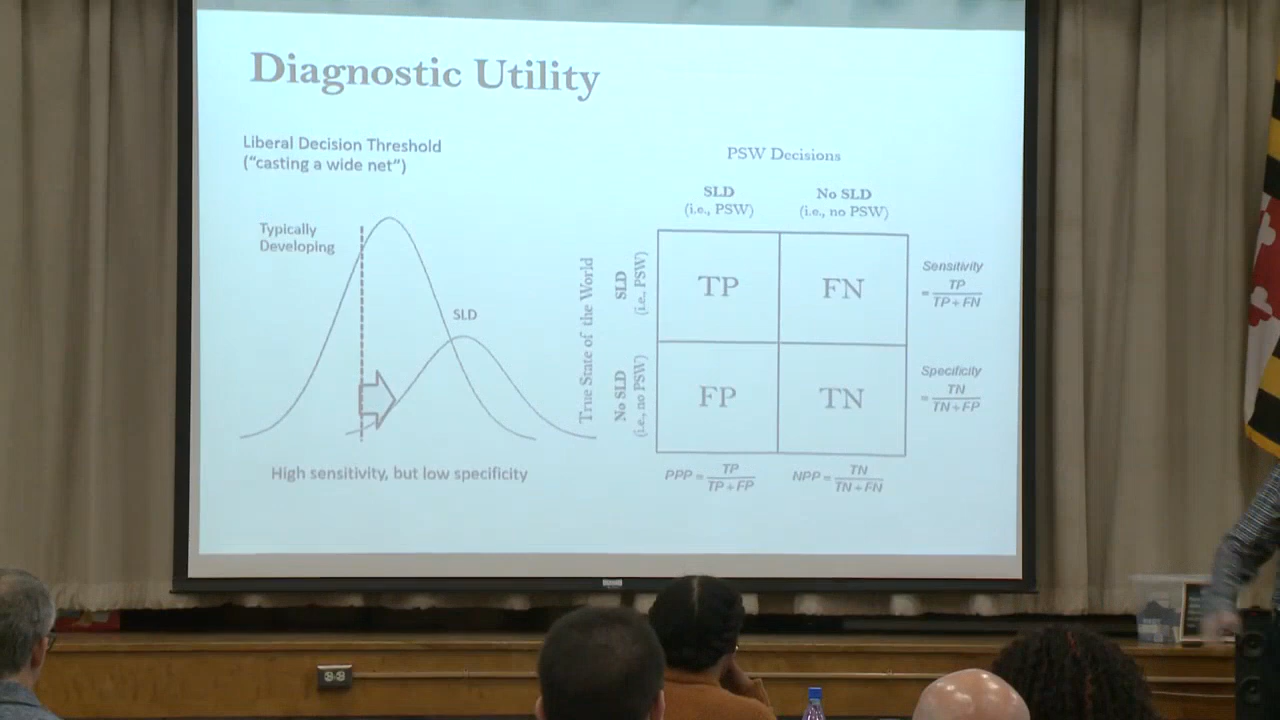 Diagnostic Utility
Liberal Decision Threshold
("casting a wide net")
Typically
Developing
SLD
High sensitivity, but low specificity
PSW Decisions
SLD
(i.e., PSW)
No SLD
(i.e., no PSW)
True State of the World
SLD
(i.e., PSW)
No SLD
(i.e., no PSW)
TP
FN
FP
TN
Sensitivity
= TP
TP+FN
Specificity
= TN
TN+FP
PPP = TP
TP+FP
NPP = TN
TN+FN